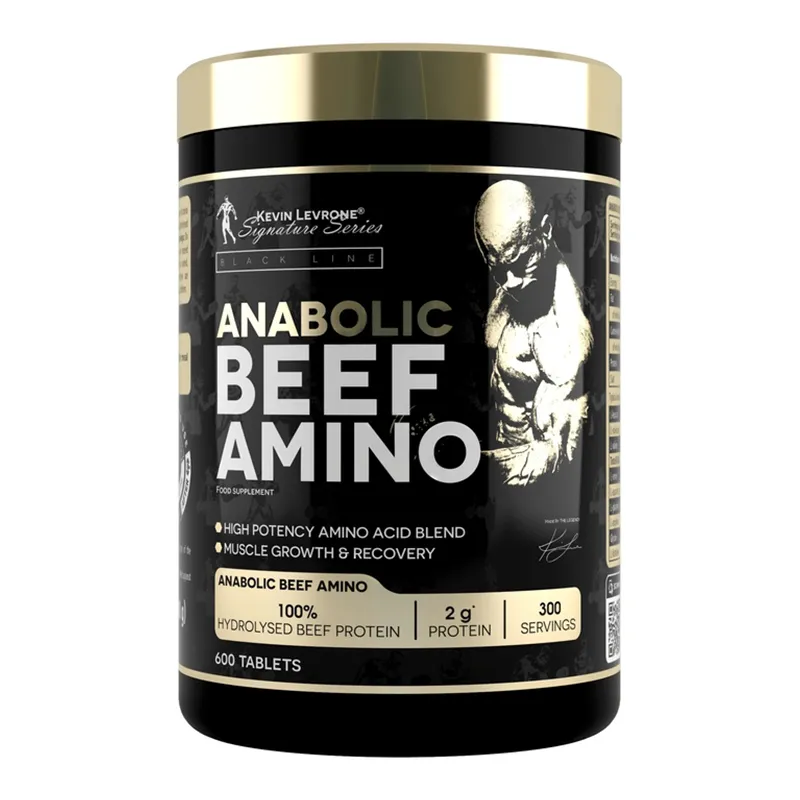 KEVIN LEVRONE®
Signature Series
BLACK LINE
ANABOLIC
BEEF
AMINO
FOOD SUPPLEMENT
HIGH POTENCY AMINO ACID BLEND
MUSCLE GROWTH & RECOVERY
ANABOLIC BEEF AMINO
100%
HYDROLYSED BEEF PROTEIN
2 g*
PROTEIN
300
SERVINGS
600 TABLETS